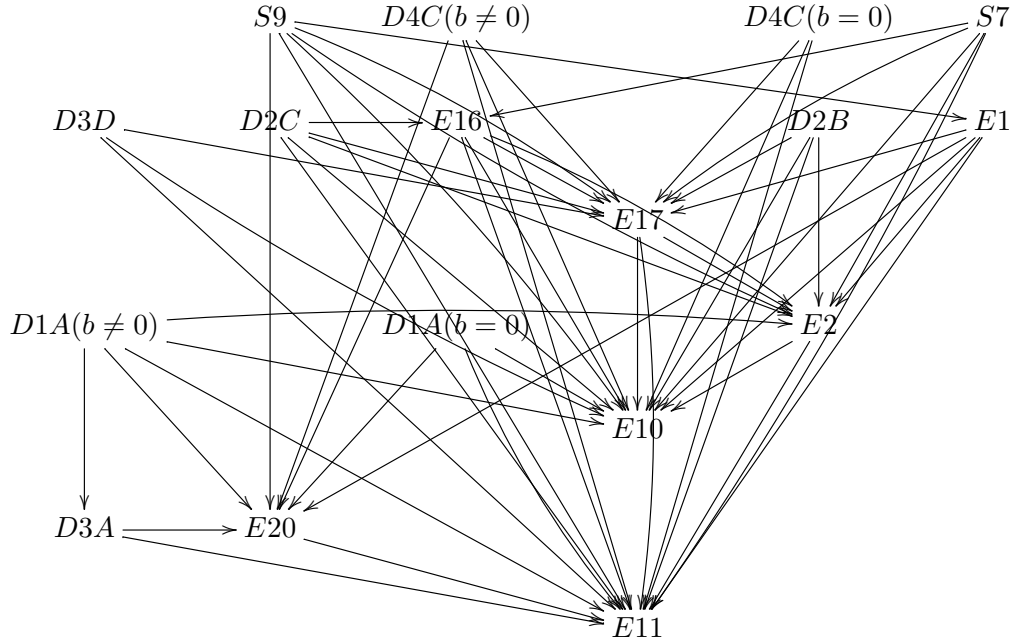 S9 D4C(b ≠ 0) D4C(b = 0) S7
D3D D2C E16 D2B E1
E17
D1A(b ≠ 0) D1A(b = 0) E2
E10
D3A E20
E11